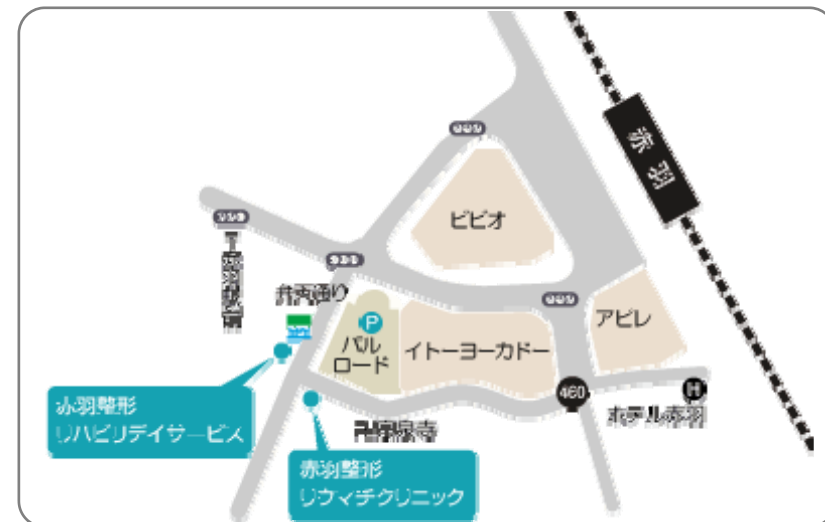 赤羽
ビビオ
弁天通り
P
パル
ロード
イトーヨーカドー
アピレ
460
H
ホテル赤羽
赤羽整形
リハビリデイサービス
赤羽整形
リウマチクリニック